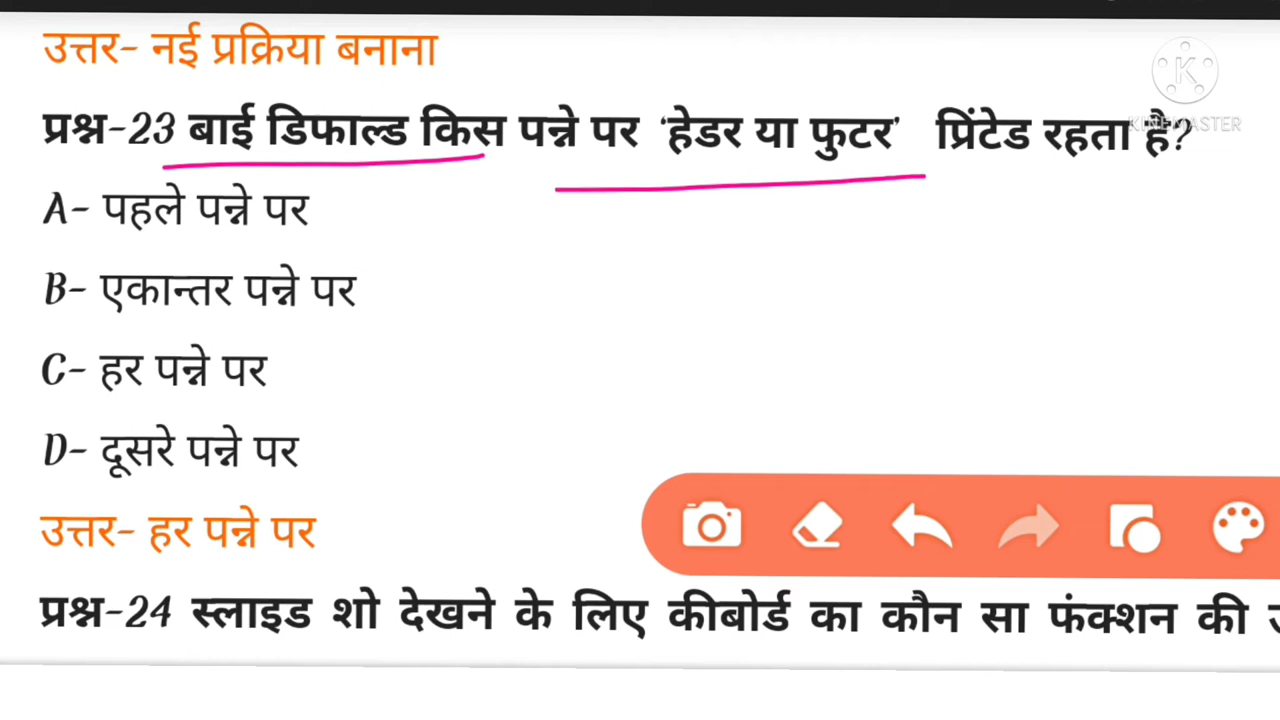 उत्तर- नई प्रक्रिया बनाना
प्रश्न-23 बाई डिफाल्ड किस पन्ने पर ‘हेडर या फुटर’ प्रिंटेड रहता है?
KINEMASTER
A- पहले पन्ने पर
B- एकान्तर पन्ने पर
C- हर पन्ने पर
D- दूसरे पन्ने पर
उत्तर- हर पन्ने पर
प्रश्न-24 स्लाइड शो देखने के लिए कीबोर्ड का कौन सा फंक्शन की